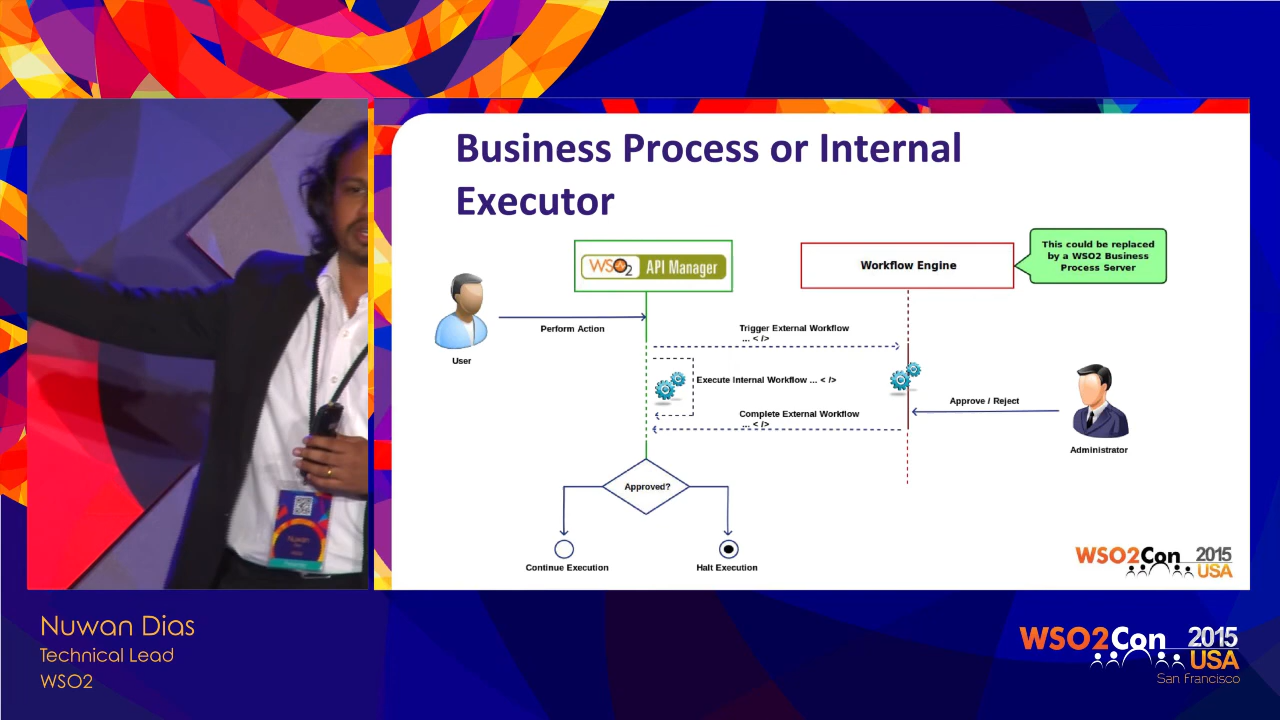 Business Process or Internal
Executor
WSO2 API Manager
Workflow Engine
This could be replaced
by a WSO2 Business
Process Server
User
Perform Action
Trigger External Workflow
... < />
Execute Internal Workflow ... < />
Complete External Workflow
... < />
Approve / Reject
Administrator
Approved?
Continue Execution
Halt Execution
WSO2Con 2015
USA
Nuwan
Nuwan Dias
Technical Lead
WSO2
WSO2Con 2015
USA
San Francisco